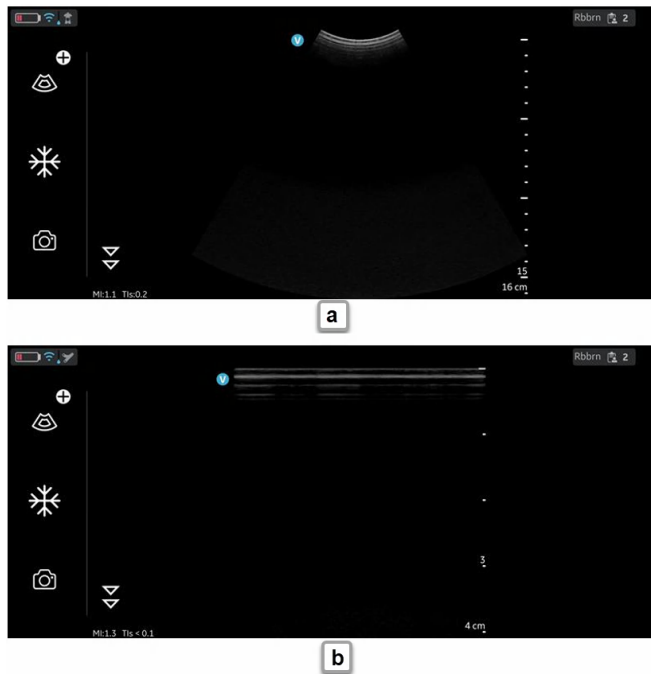 Rbbrn 2
V
15
16 cm
MI:1.1 TIs:0.2
a
Rbbrn 2
V
3
4 cm
MI:1.3 TIs < 0.1
b